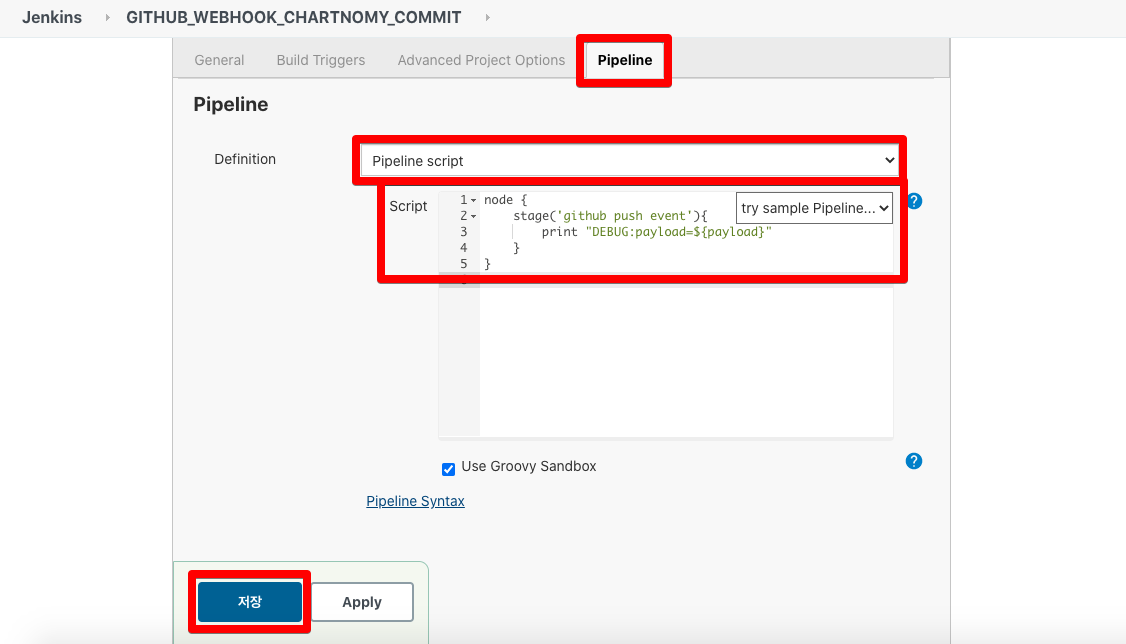 Jenkins GITHUB_WEBHOOK_CHARTNOMY_COMMIT
General Build Triggers Advanced Project Options Pipeline
Pipeline
Definition Pipeline script
Script
try sample Pipeline...
1 node {
2 stage('github push event'){
3 print "DEBUG:payload=${payload}"
4 }
5 }
?
Use Groovy Sandbox
?
Pipeline Syntax
저장 Apply